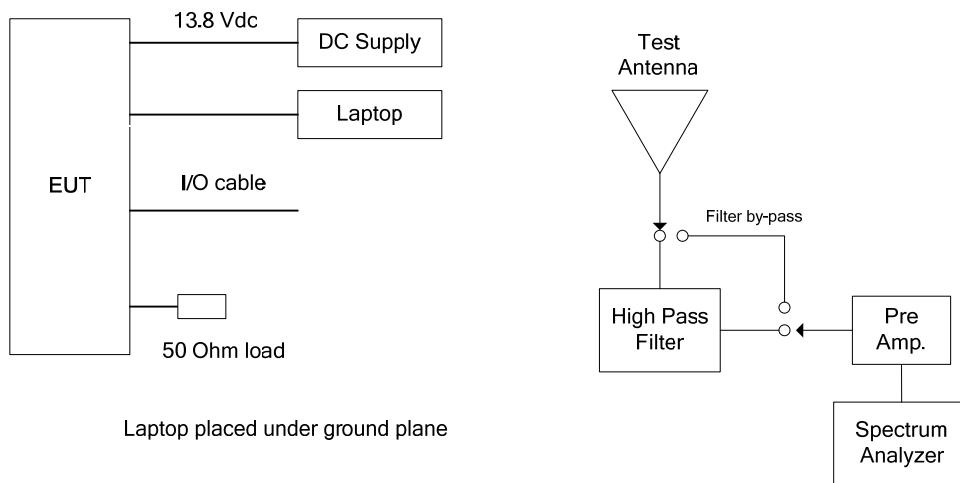 13.8 Vdc
DC Supply
Laptop
EUT
I/O cable
50 Ohm load
Laptop placed under ground plane
Test
Antenna
Filter by-pass
High Pass
Filter
Pre
Amp.
Spectrum
Analyzer